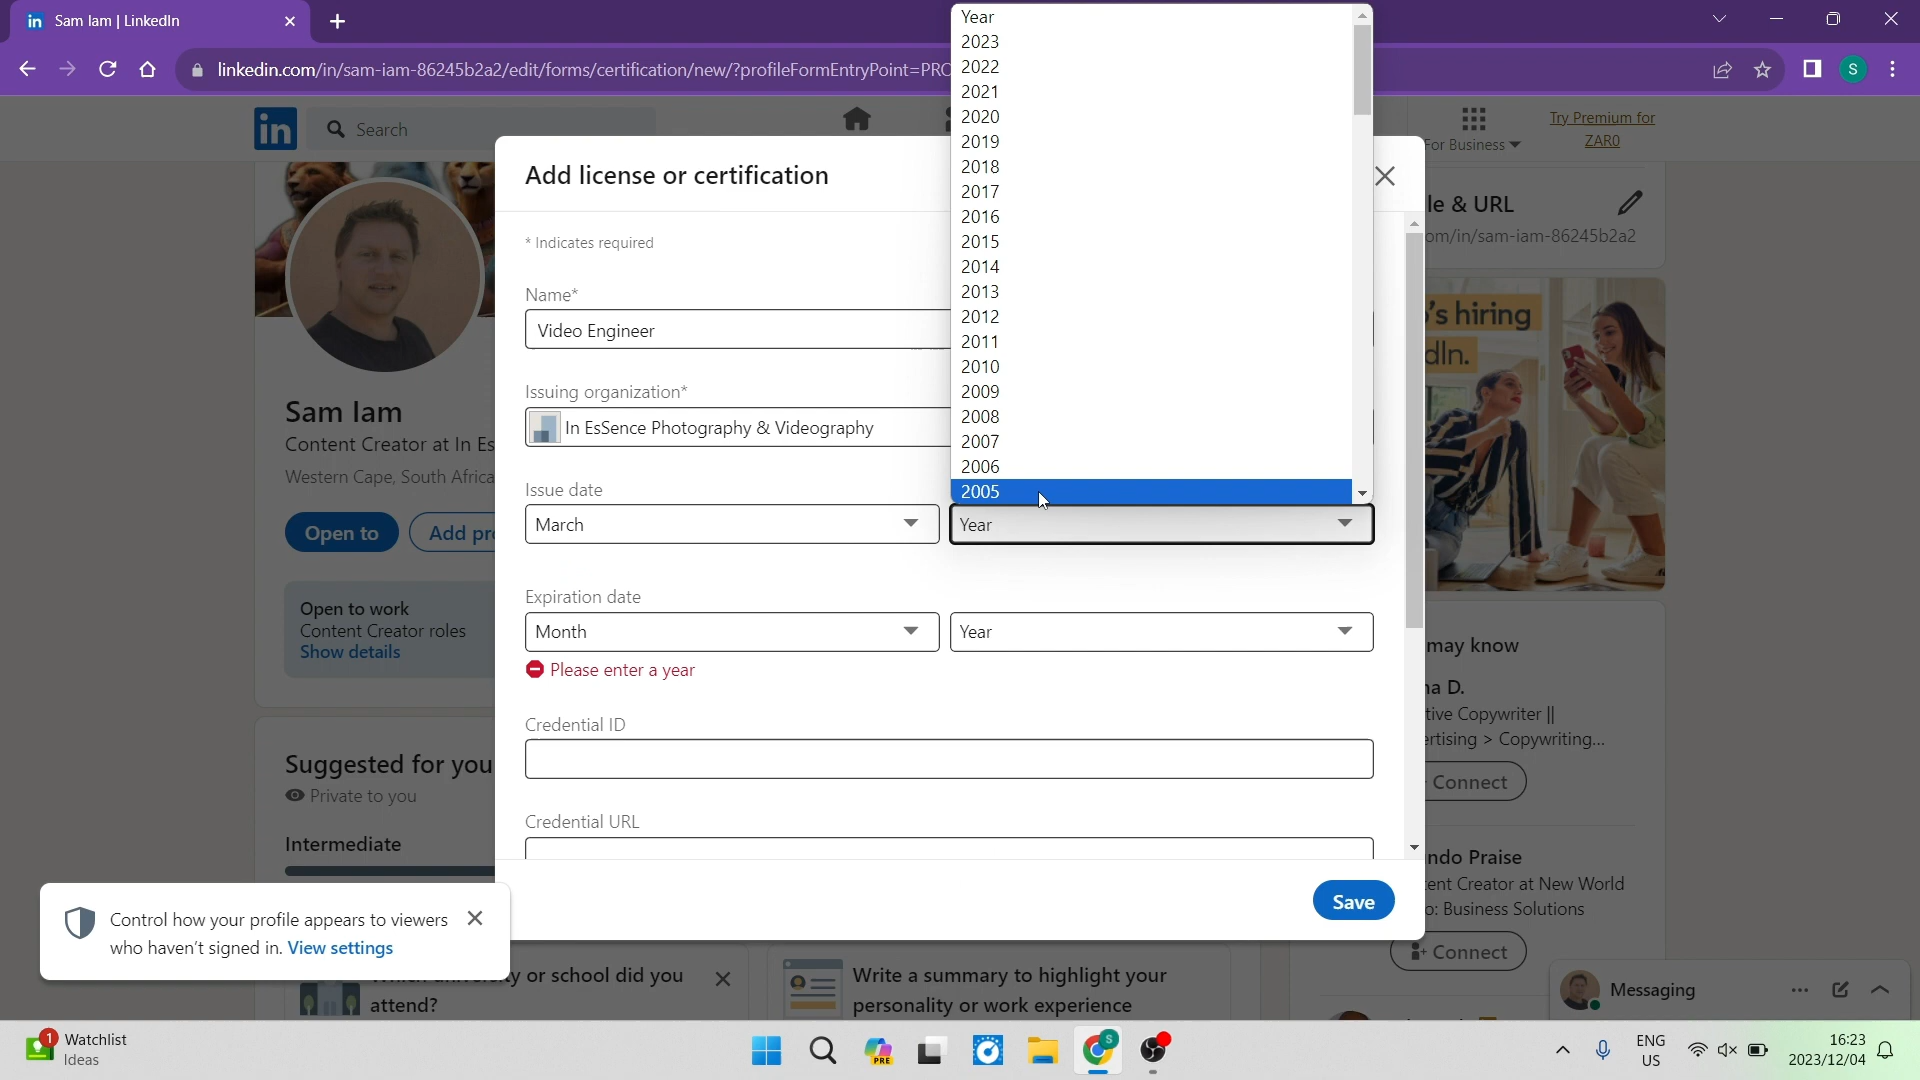 Sam Iam | LinkedIn
linkedin.com/in/sam-iam-86245b2a2/edit/forms/certification/new/?profileFormEntryPoint=PRO
S
in
Search
For Business
Try Premium for
ZAR0
Add license or certification
* Indicates required
Name*
Video Engineer
Issuing organization*
In EsSence Photography & Videography
Issue date
March
Year
Year
2023
2022
2021
2020
2019
2018
2017
2016
2015
2014
2013
2012
2011
2010
2009
2008
2007
2006
2005
Expiration date
Month
Year
Please enter a year
Credential ID
Credential URL
Save
Sam Iam
Content Creator at In Es
Western Cape, South Africa
Open to
Add pr
Open to work
Content Creator roles
Show details
Suggested for you
Private to you
Intermediate
Control how your profile appears to viewers
who haven't signed in. View settings
or school did you
attend?
Write a summary to highlight your
personality or work experience
le & URL
om/in/sam-iam-86245b2a2
's hiring
dIn.
may know
a D.
tive Copywriter ||
ertising > Copywriting...
Connect
ndo Praise
ent Creator at New World
o: Business Solutions
Connect
Messaging
1
Watchlist
Ideas
PRE
S
ENG
US
16:23
2023/12/04